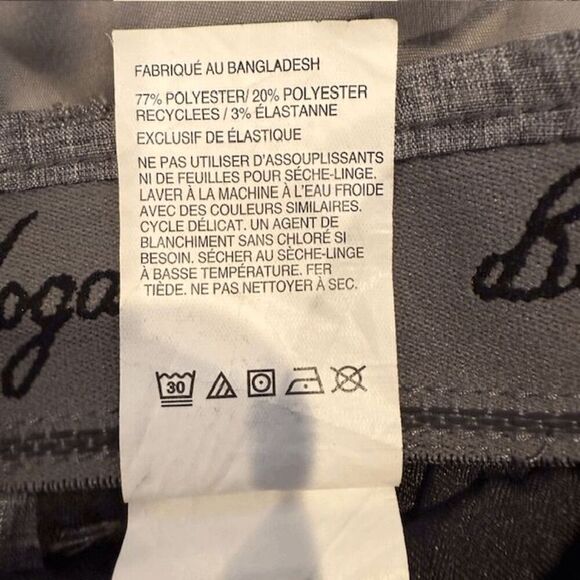 FABRIQUÉ AU BANGLADESH
77% POLYESTER/ 20% POLYESTER
RECYCLEES / 3% ÉLASTANNE
EXCLUSIF DE ÉLASTIQUE
NE PAS UTILISER D'ASSOUPLISSANTS
NI DE FEUILLES POUR SÉCHE-LINGE.
LAVER À LA MACHINE À L'EAU FROIDE
AVEC DES COULEURS SIMILAIRES.
CYCLE DÉLICAT. UN AGENT DE
BLANCHIMENT SANS CHLORÉ SI
BESOIN. SÉCHER AU SÈCHE-LINGE
À BASSE TEMPÉRATURE. FER
TIÈDE. NE PAS NETTOYER À SEC.
30